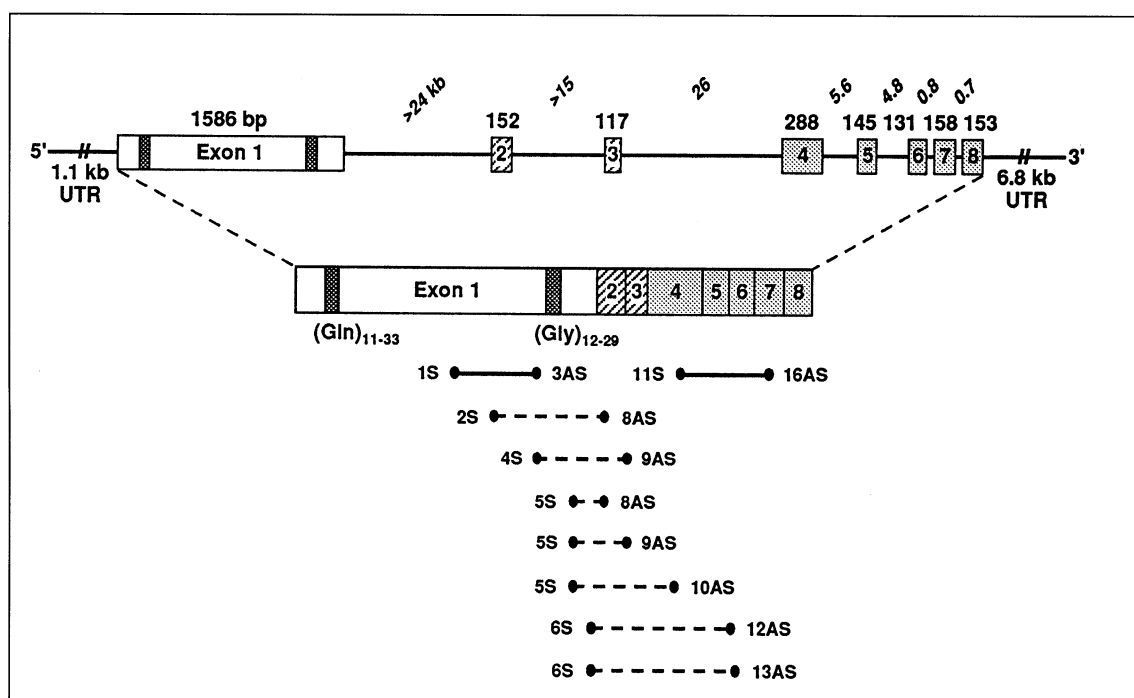 >24 kb >15 26 5.6 4.8 0.8 0.7
1586 bp 152 117 288 145 131 158 153
5' Exon 1 2 3 4 5 6 7 8 3'
1.1 kb 6.8 kb
UTR UTR
Exon 1 2 3 4 5 6 7 8
(Gln)11-33 (Gly)12-29
1S 3AS 11S 16AS
2S 8AS
4S 9AS
5S 8AS
5S 9AS
5S 10AS
6S 12AS
6S 13AS